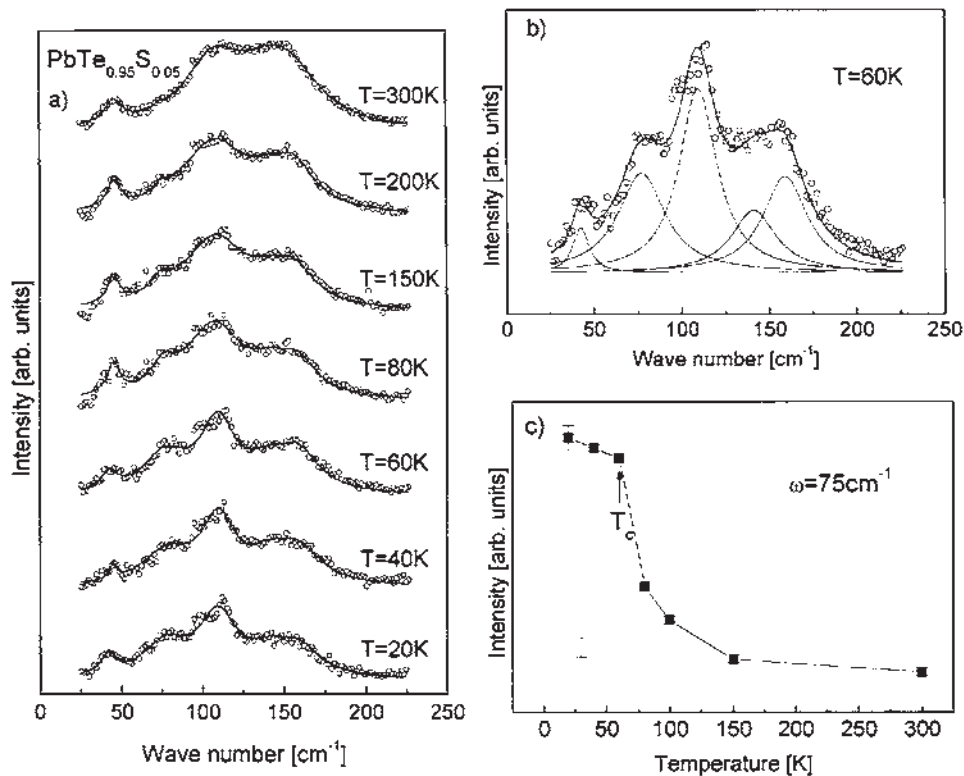 PbTe0.95S0.05
a)
T=300K
T=200K
T=150K
T=80K
T=60K
T=40K
T=20K
Intensity [arb. units]
0 50 100 150 200 250
Wave number [cm-1]
b)
T=60K
Intensity [arb. units]
0 50 100 150 200 250
Wave number [cm-1]
c)
ω=75cm-1
Tc
Intensity [arb. units]
0 50 100 150 200 250 300
Temperature [K]